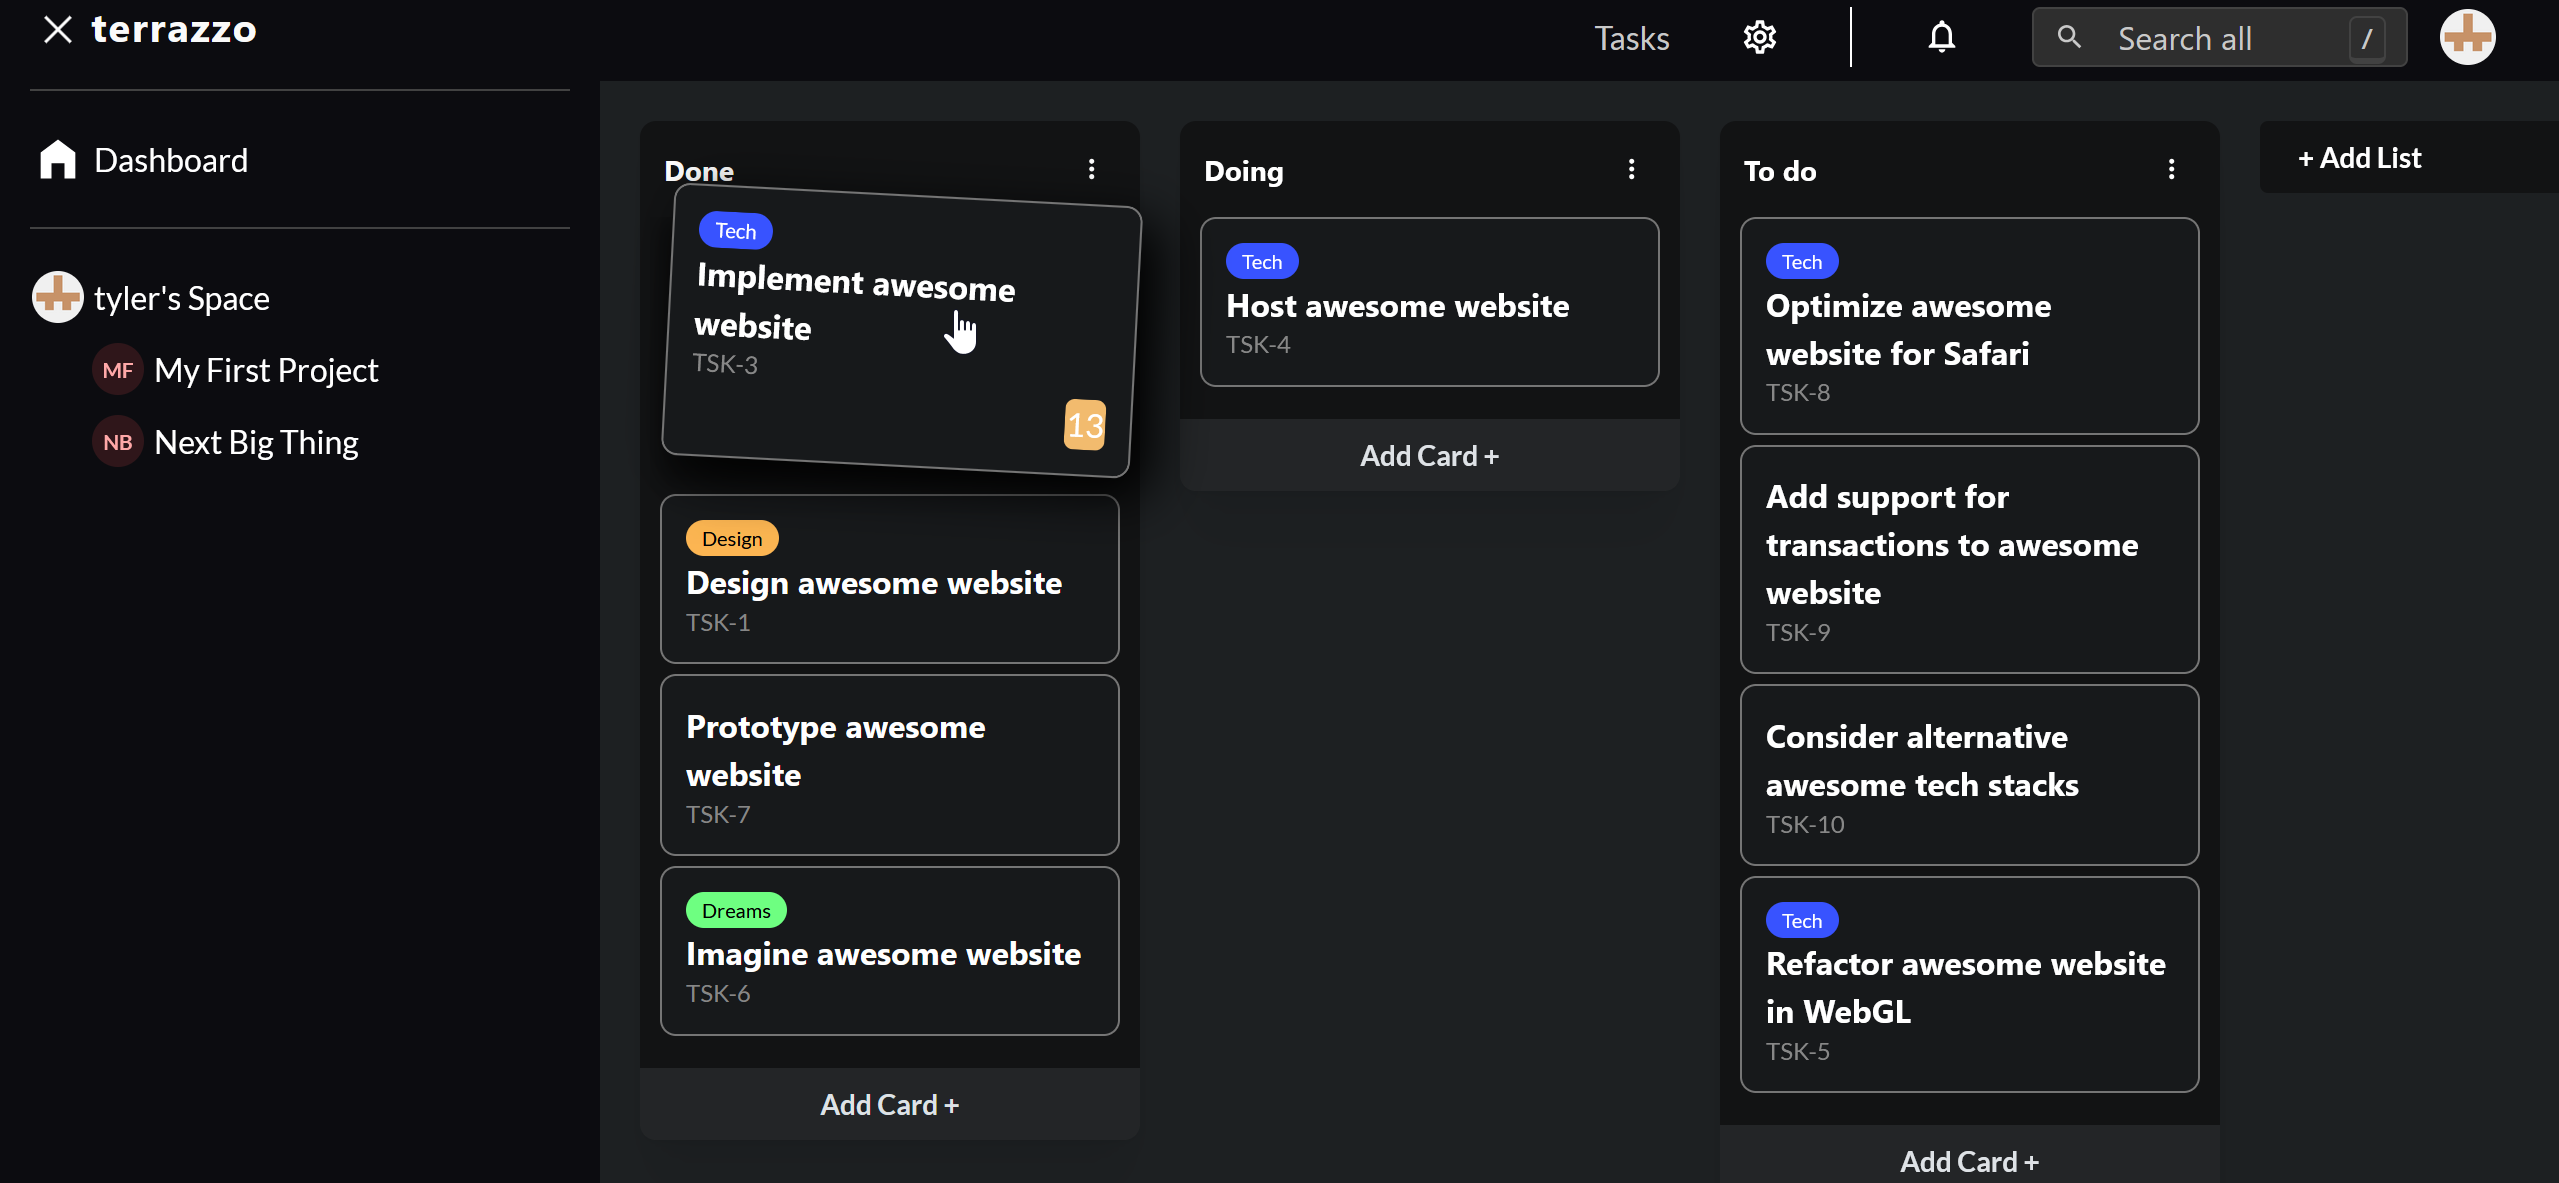 terrazzo
Tasks
Search all
/
Dashboard
tyler's Space
MF My First Project
NB Next Big Thing
Done
Tech
Implement awesome
website
TSK-3
13
Design
Design awesome website
TSK-1
Prototype awesome
website
TSK-7
Dreams
Imagine awesome website
TSK-6
Add Card +
Doing
Tech
Host awesome website
TSK-4
Add Card +
To do
Tech
Optimize awesome
website for Safari
TSK-8
Add support for
transactions to awesome
website
TSK-9
Consider alternative
awesome tech stacks
TSK-10
Tech
Refactor awesome website
in WebGL
TSK-5
Add Card +
+ Add List